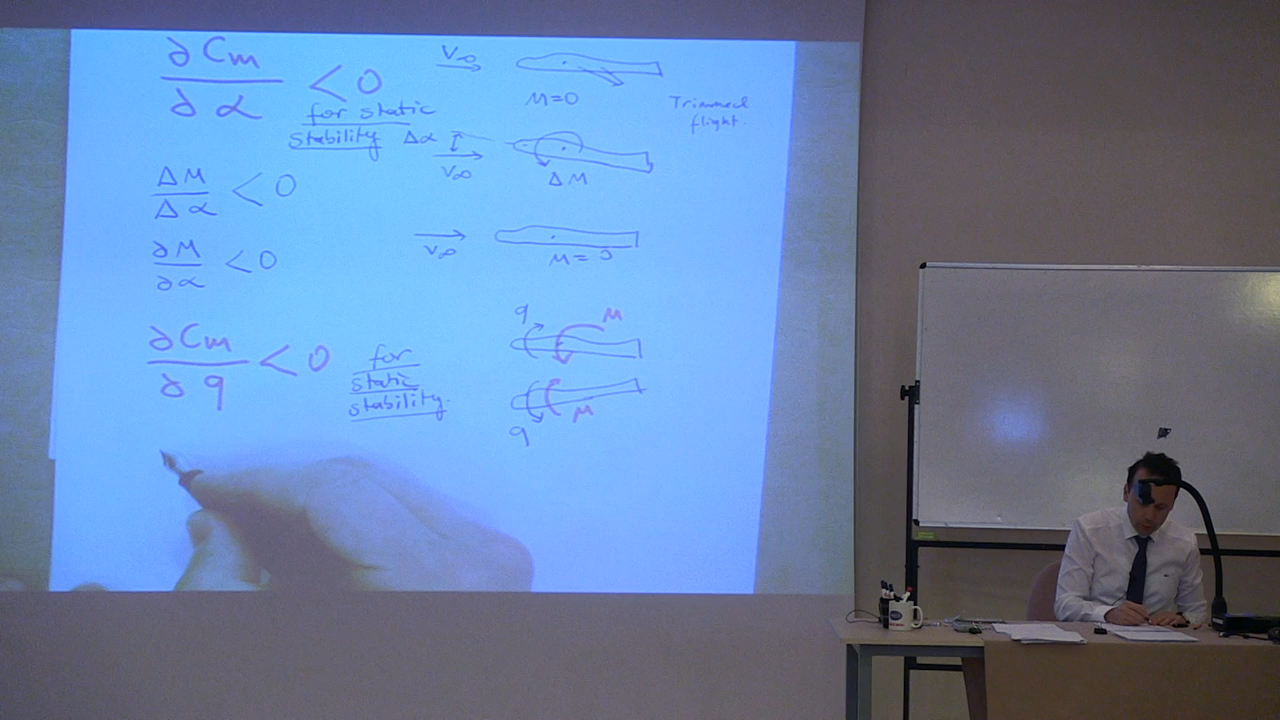 ∂Cm/∂α < 0
for static
stability
ΔM/Δα < 0
∂M/∂α < 0
∂Cm/∂q < 0
for
static
stability.
V∞
M=0
Trimmed
flight.
Δα
V∞
ΔM
V∞
M=0
q
M
M
q